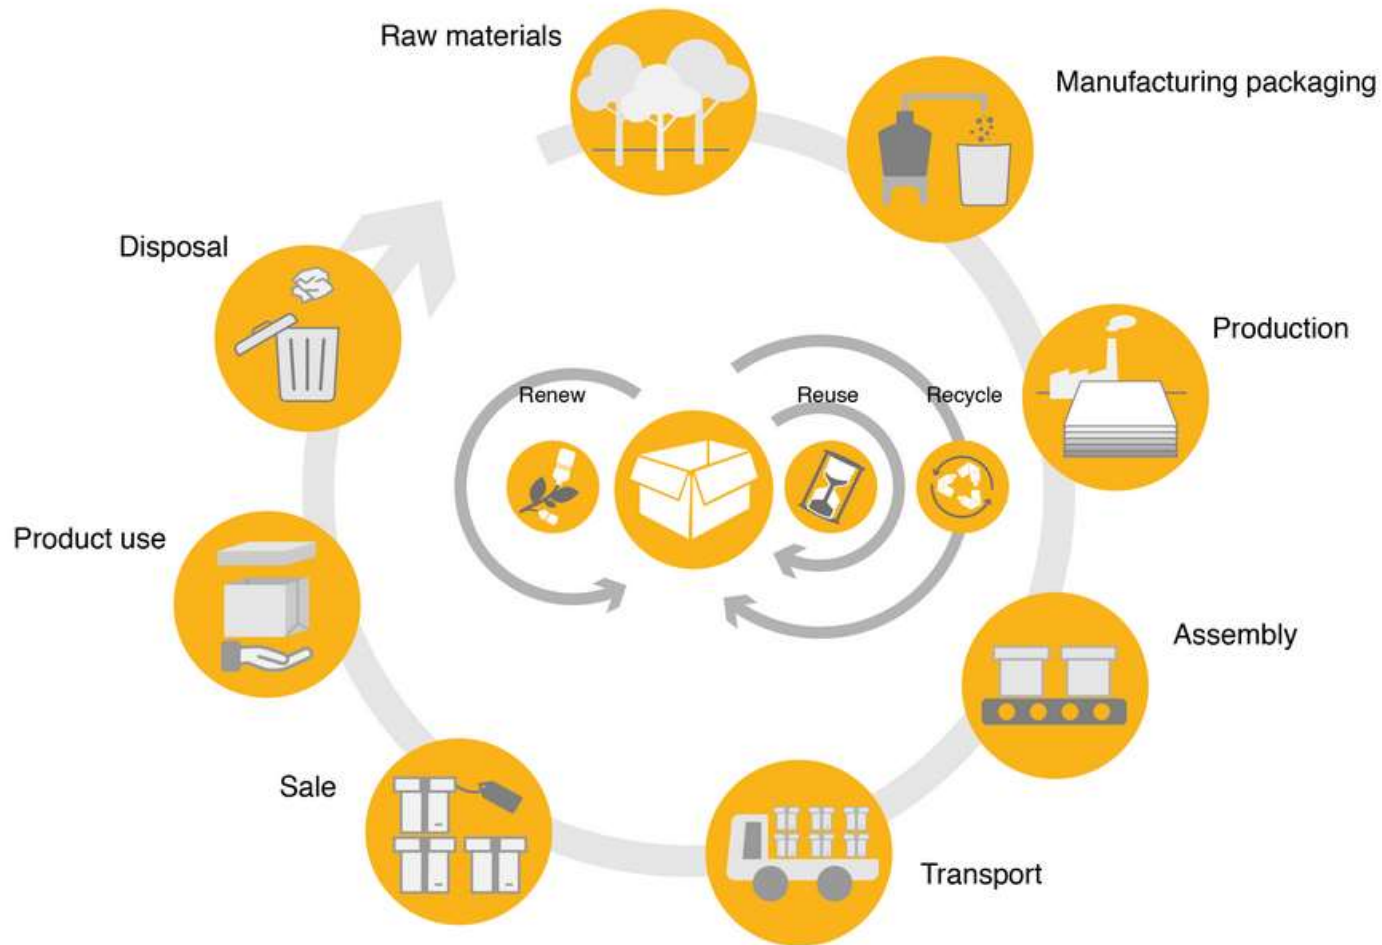 Raw materials
Manufacturing packaging
Disposal
Production
Renew
Reuse
Recycle
Product use
Assembly
Sale
Transport